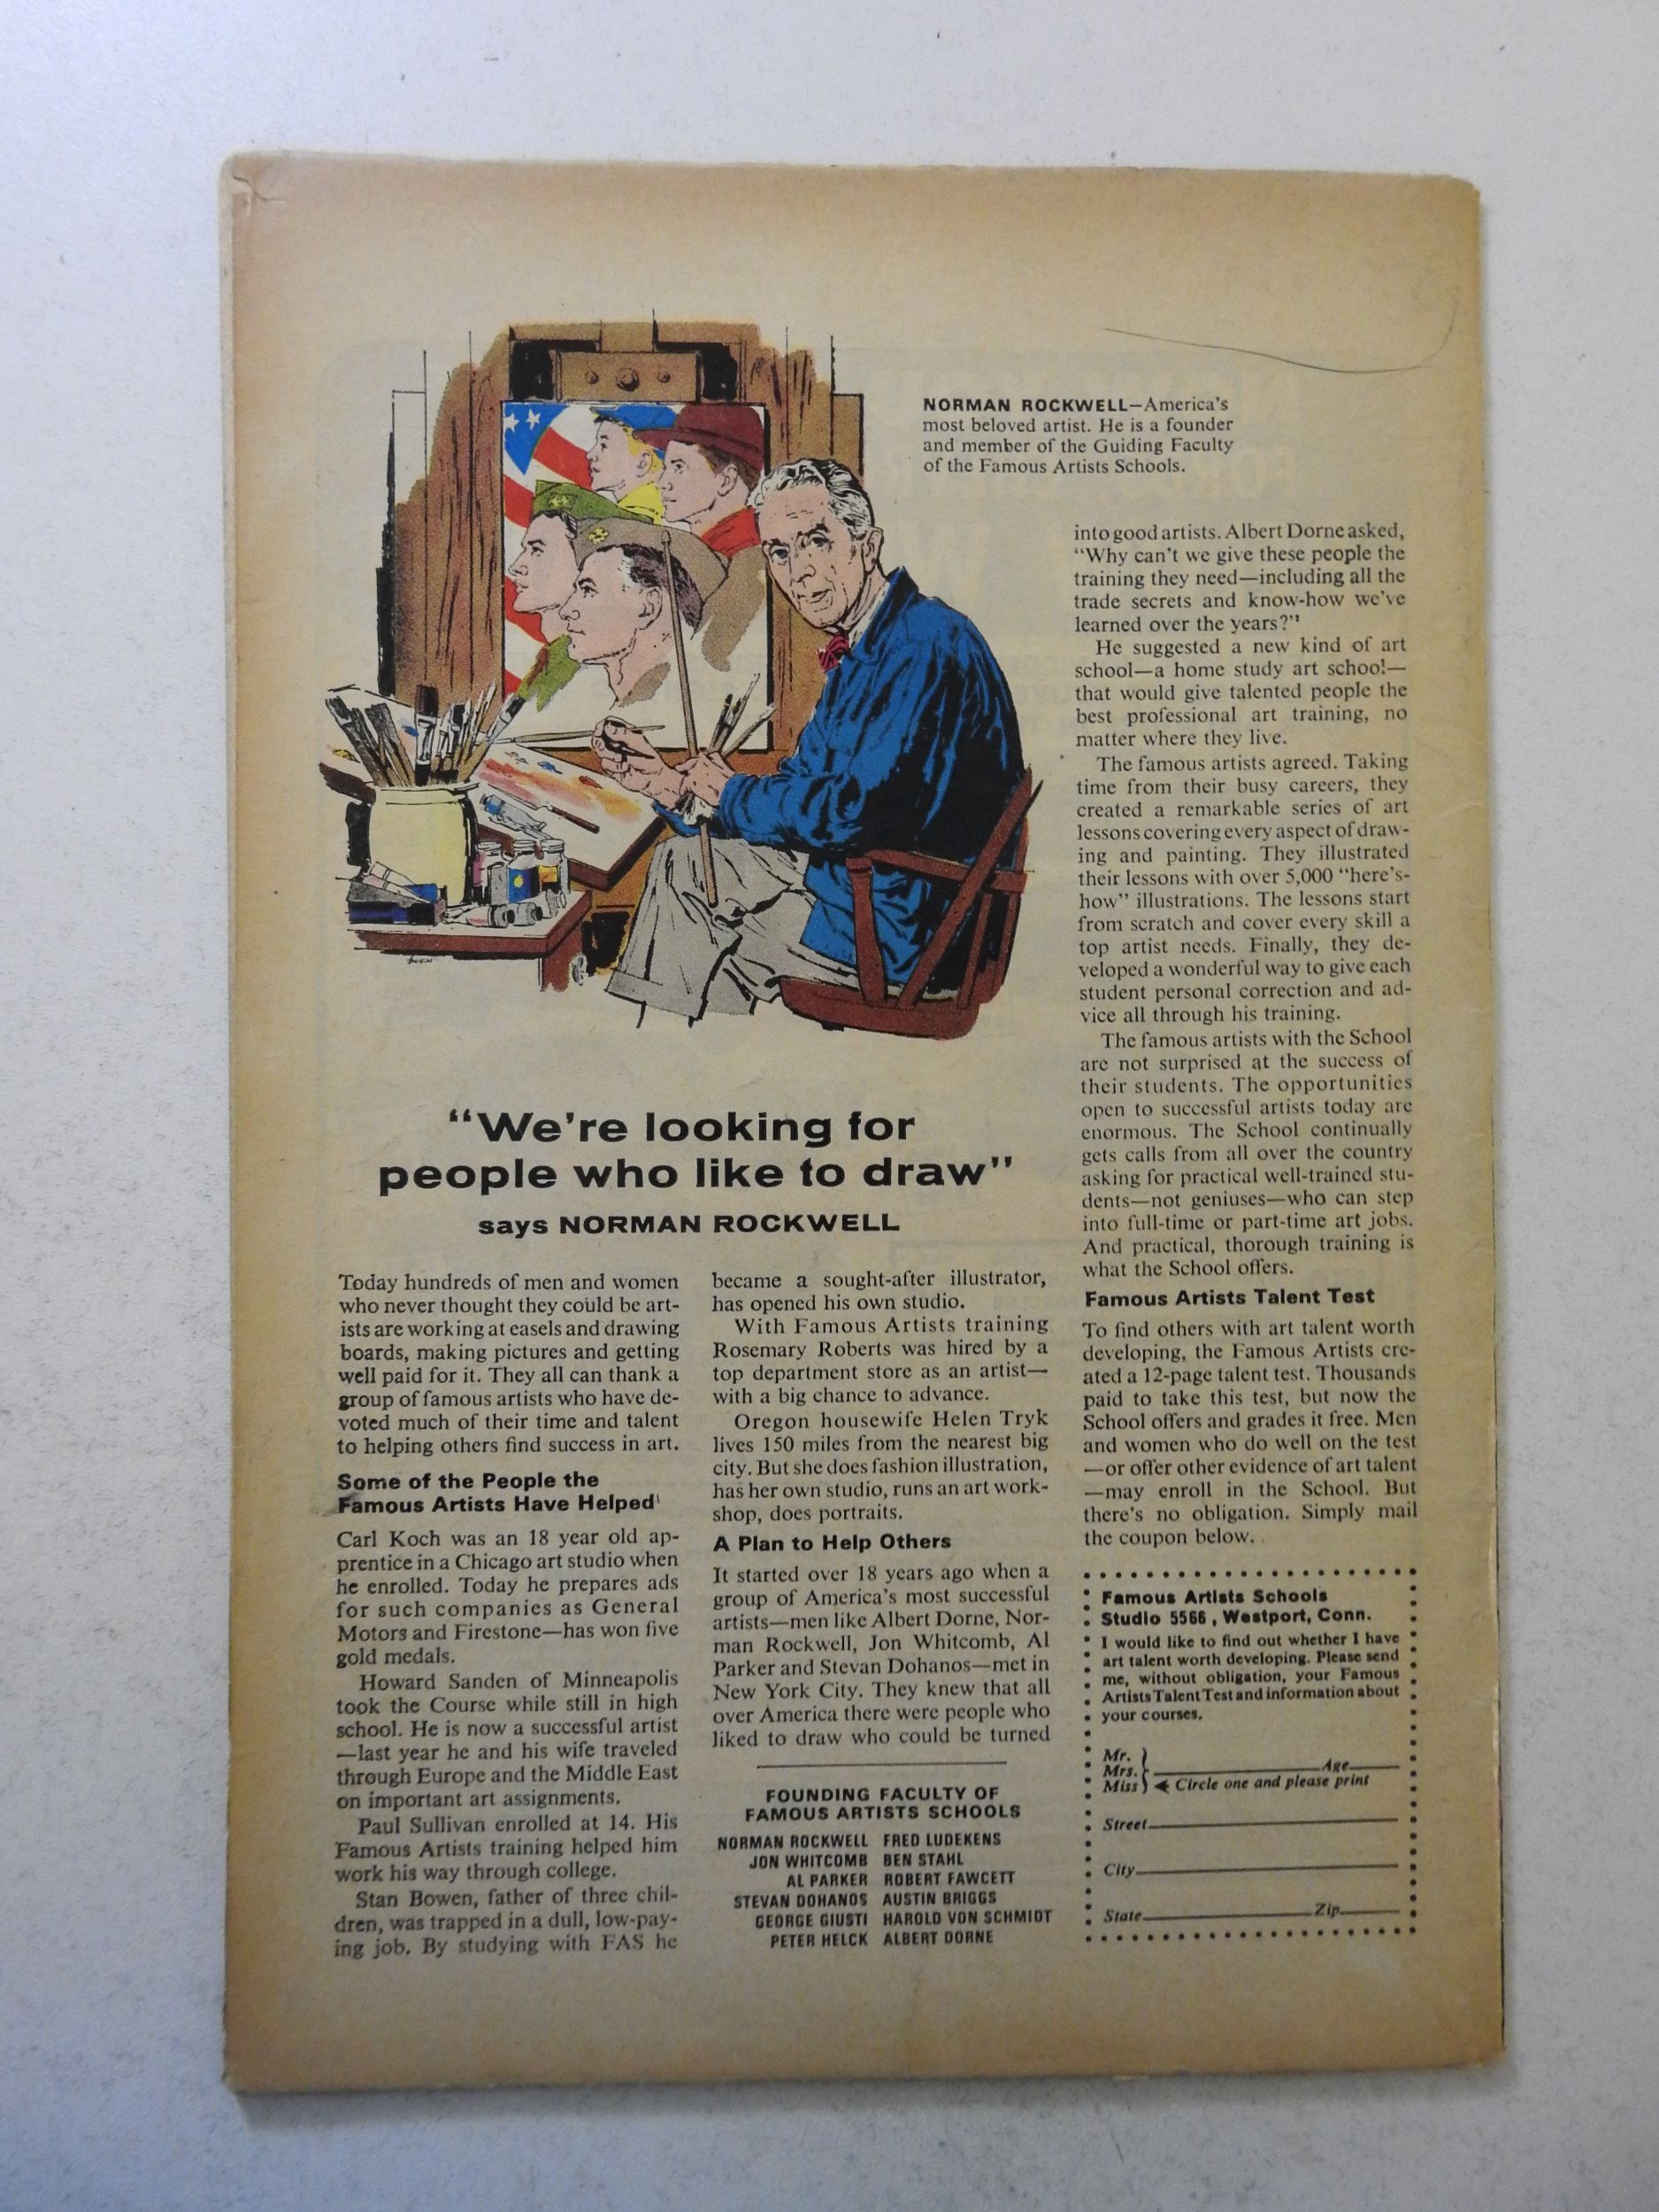 NORMAN ROCKWELL—America's
most beloved artist. He is a founder
and member of the Guiding Faculty
of the Famous Artists Schools.
"We're looking for
people who like to draw"
says NORMAN ROCKWELL
Today hundreds of men and women
who never thought they could be art-
ists are working at easels and drawing
boards, making pictures and getting
well paid for it. They all can thank a
group of famous artists who have de-
voted much of their time and talent
to helping others find success in art.
Some of the People the
Famous Artists Have Helped
Carl Koch was an 18 year old ap-
prentice in a Chicago art studio when
he enrolled. Today he prepares ads
for such companies as General
Motors and Firestone—has won five
gold medals.
Howard Sanden of Minneapolis
took the Course while still in high
school. He is now a successful artist
—last year he and his wife traveled
through Europe and the Middle East
on important art assignments.
Paul Sullivan enrolled at 14. His
Famous Artists training helped him
work his way through college.
Stan Bowen, father of three chil-
dren, was trapped in a dull, low-pay-
ing job. By studying with FAS he
became a sought-after illustrator,
has opened his own studio.
With Famous Artists training
Rosemary Roberts was hired by a
top department store as an artist—
with a big chance to advance.
Oregon housewife Helen Tryk
lives 150 miles from the nearest big
city. But she does fashion illustration,
has her own studio, runs an art work-
shop, does portraits.
A Plan to Help Others
It started over 18 years ago when a
group of America's most successful
artists—men like Albert Dorne, Nor-
man Rockwell, Jon Whitcomb, Al
Parker and Stevan Dohanos—met in
New York City. They knew that all
over America there were people who
liked to draw who could be turned
FOUNDING FACULTY OF
FAMOUS ARTISTS SCHOOLS
NORMAN ROCKWELL FRED LUDEKENS
JON WHITCOMB BEN STAHL
AL PARKER ROBERT FAWCETT
STEVAN DOHANOS AUSTIN BRIGGS
GEORGE GIUSTI HAROLD VON SCHMIDT
PETER HELCK ALBERT DORNE
into good artists. Albert Dorne asked,
"Why can't we give these people the
training they need—including all the
trade secrets and know-how we've
learned over the years?"
He suggested a new kind of art
school—a home study art school—
that would give talented people the
best professional art training, no
matter where they live.
The famous artists agreed. Taking
time from their busy careers, they
created a remarkable series of art
lessons covering every aspect of draw-
ing and painting. They illustrated
their lessons with over 5,000 "here's-
how" illustrations. The lessons start
from scratch and cover every skill a
top artist needs. Finally, they de-
veloped a wonderful way to give each
student personal correction and ad-
vice all through his training.
The famous artists with the School
are not surprised at the success of
their students. The opportunities
open to successful artists today are
enormous. The School continually
gets calls from all over the country
asking for practical well-trained stu-
dents—not geniuses—who can step
into full-time or part-time art jobs.
And practical, thorough training is
what the School offers.
Famous Artists Talent Test
To find others with art talent worth
developing, the Famous Artists cre-
ated a 12-page talent test. Thousands
paid to take this test, but now the
School offers and grades it free. Men
and women who do well on the test
—or offer other evidence of art talent
—may enroll in the School. But
there's no obligation. Simply mail
the coupon below.
Famous Artists Schools
Studio 5566, Westport, Conn.
I would like to find out whether I have
art talent worth developing. Please send
me, without obligation, your Famous
Artists Talent Test and information about
your courses.
Mr.
Mrs. Age
Miss Circle one and please print
Street
City
State Zip